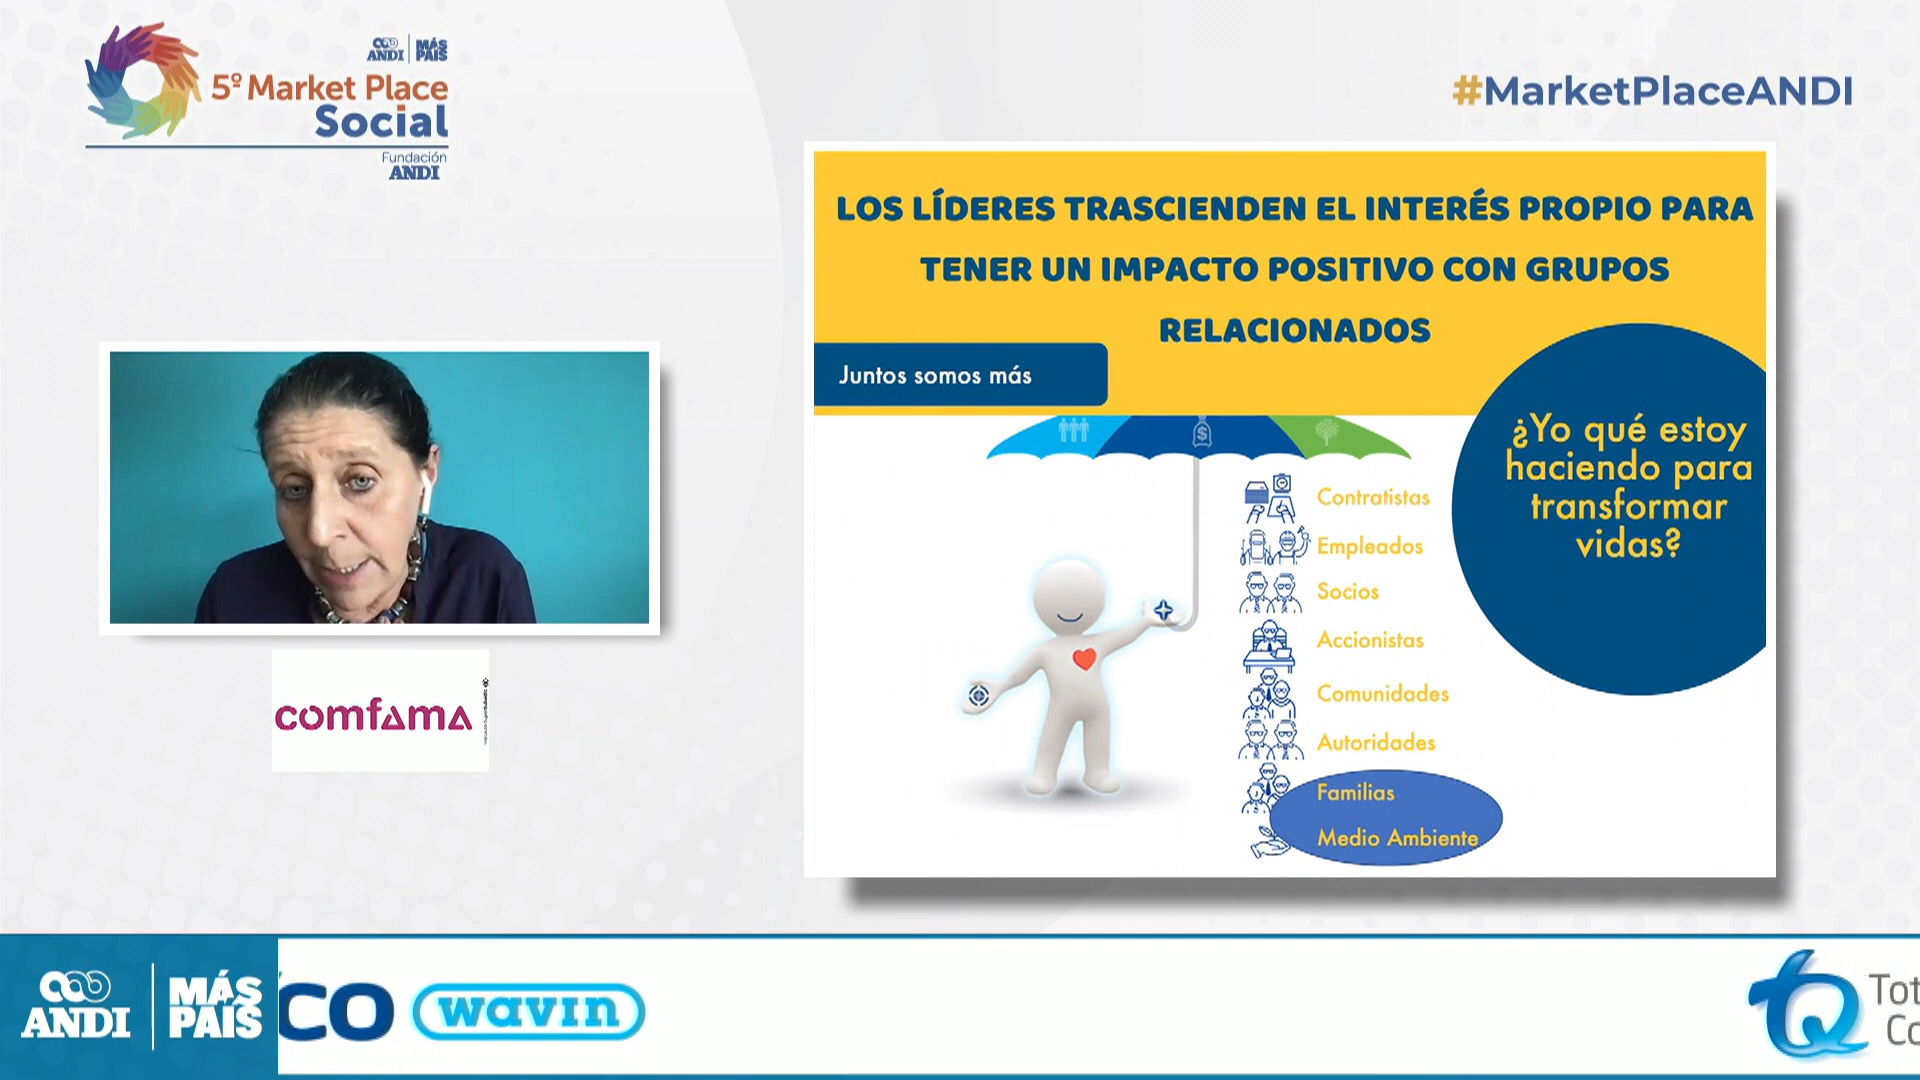 ANDI MÁS PAÍS
5º Market Place
Social
Fundación
ANDI
#MarketPlaceANDI
LOS LÍDERES TRASCIENDEN EL INTERÉS PROPIO PARA
TENER UN IMPACTO POSITIVO CON GRUPOS
RELACIONADOS
Juntos somos más
¿Yo qué estoy
haciendo para
transformar
vidas?
Contratistas
Empleados
Socios
Accionistas
Comunidades
Autoridades
Familias
Medio Ambiente
comfama
ANDI
MÁS
PAÍS
CO
wavin
TQ
Tot
Co